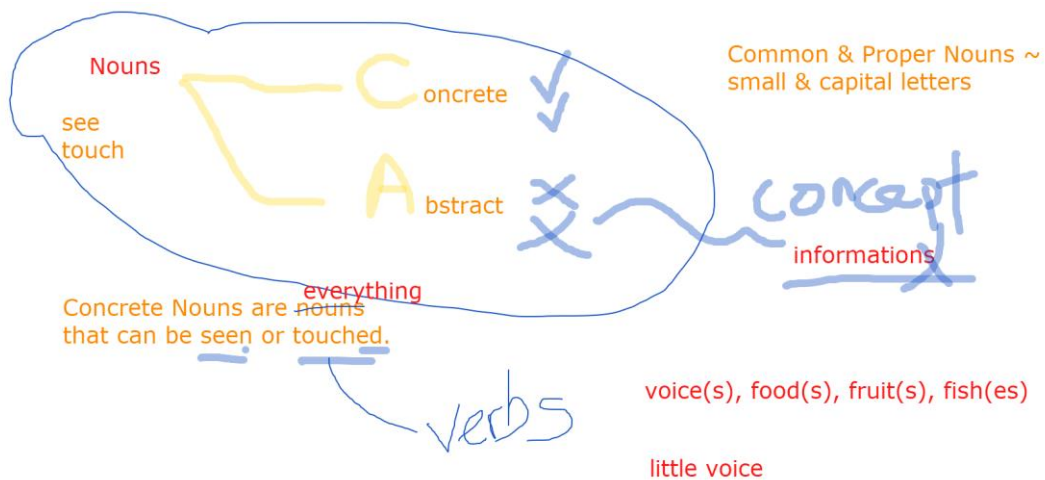 Nouns
Concrete
see
touch
Abstract
Common & Proper Nouns ~
small & capital letters
concept
informations
everything
Concrete Nouns are nouns
that can be seen or touched.
verbs
voice(s), food(s), fruit(s), fish(es)
little voice